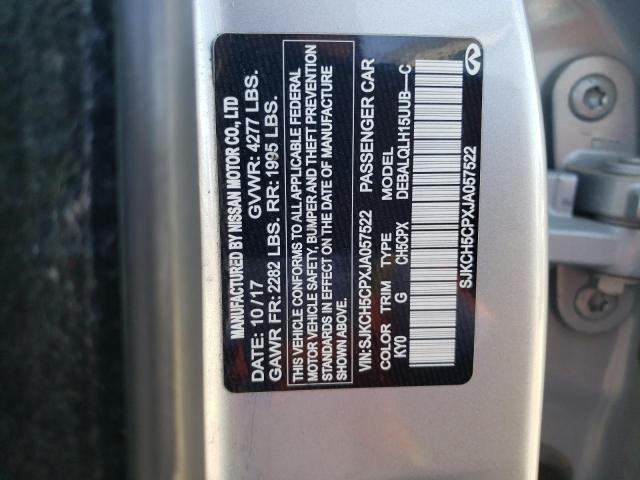 MANUFACTURED BY NISSAN MOTOR CO., LTD
DATE: 10/17 GVWR: 4277 LBS.
GAWR FR: 2282 LBS. RR: 1995 LBS.
THIS VEHICLE CONFORMS TO ALL APPLICABLE FEDERAL
MOTOR VEHICLE SAFETY, BUMPER AND THEFT PREVENTION
STANDARDS IN EFFECT ON THE DATE OF MANUFACTURE
SHOWN ABOVE.
VIN:SJKCH5CPXJA057522 PASSENGER CAR
COLOR TRIM TYPE MODEL
KY0 G CH5CPX DEBALQLH15UUB-C
SJKCH5CPXJA057522